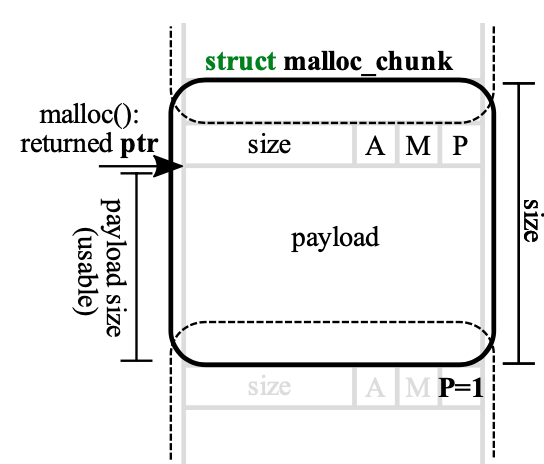 struct malloc_chunk
malloc():
returned ptr
size A M P
payload size
(usable)
payload
size
size A M P=1